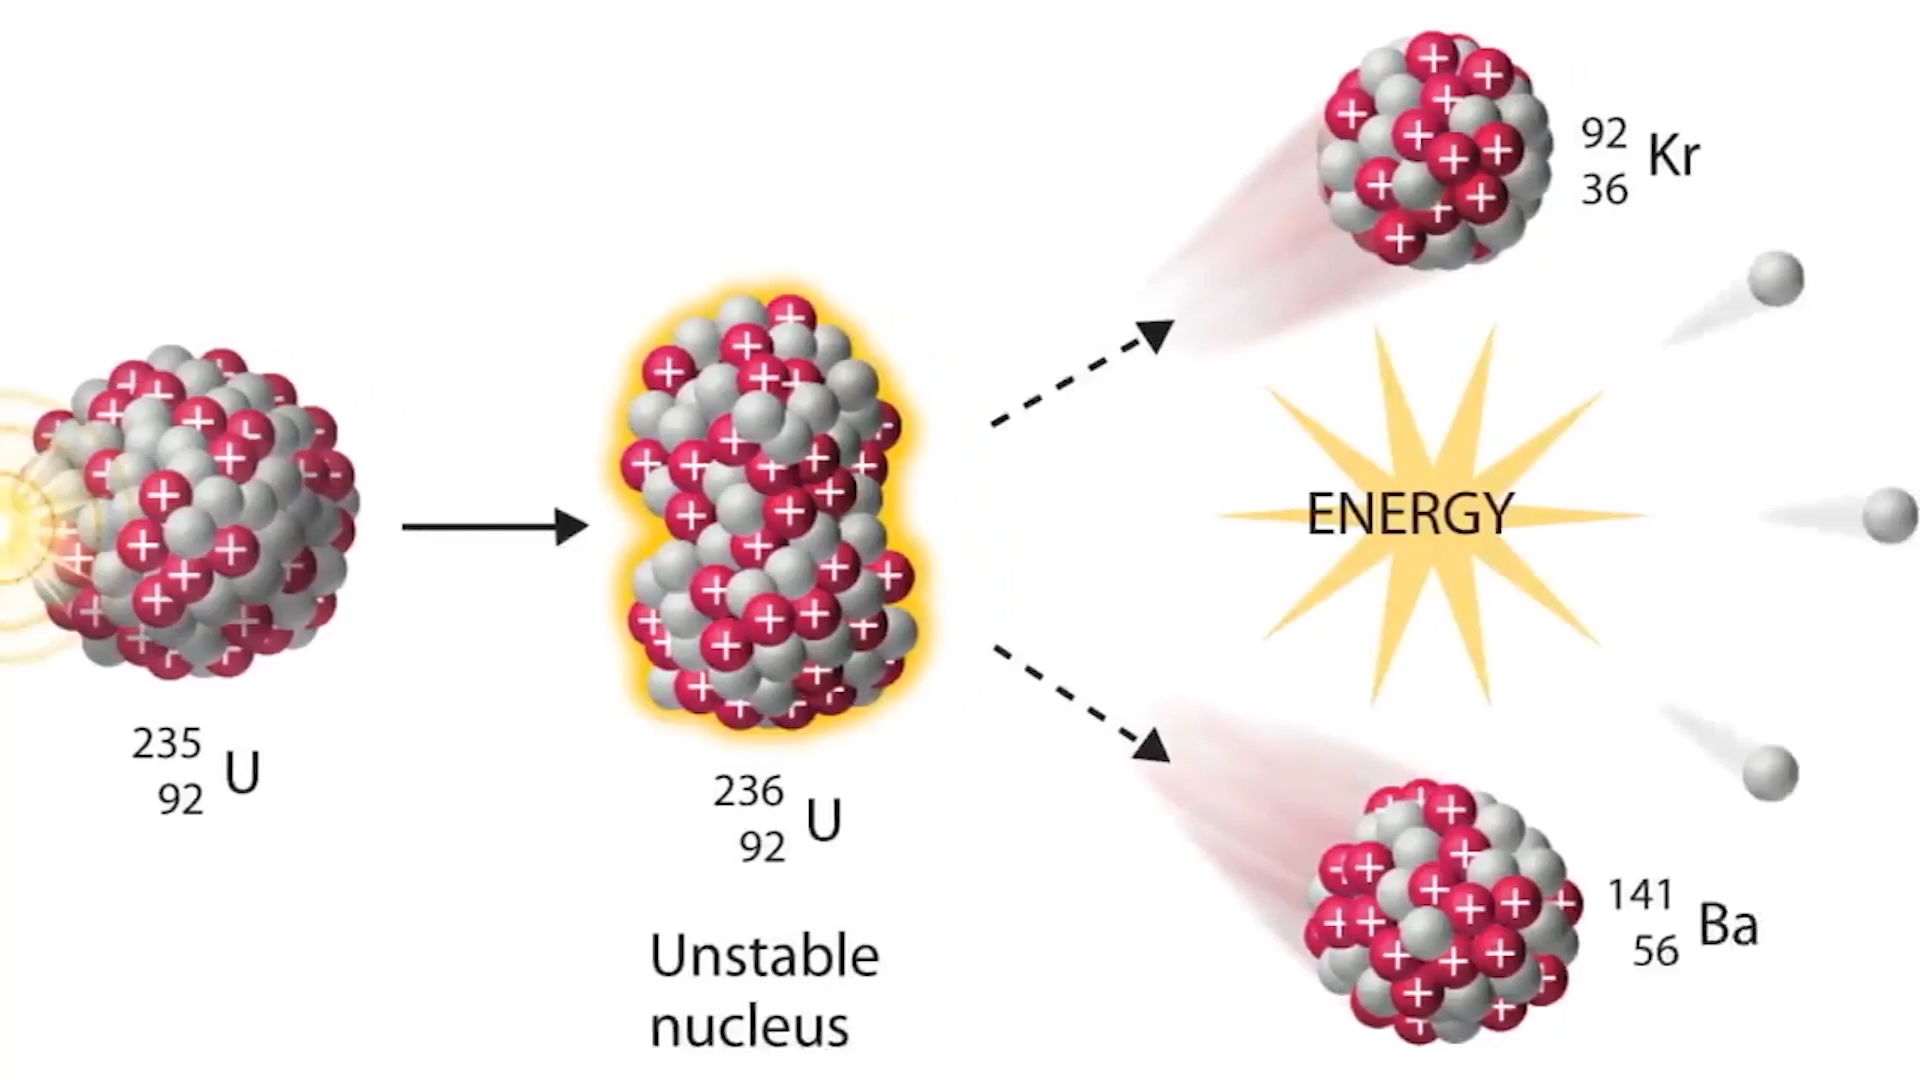 235
92 U
236
92 U
Unstable
nucleus
92
36 Kr
ENERGY
141
56 Ba